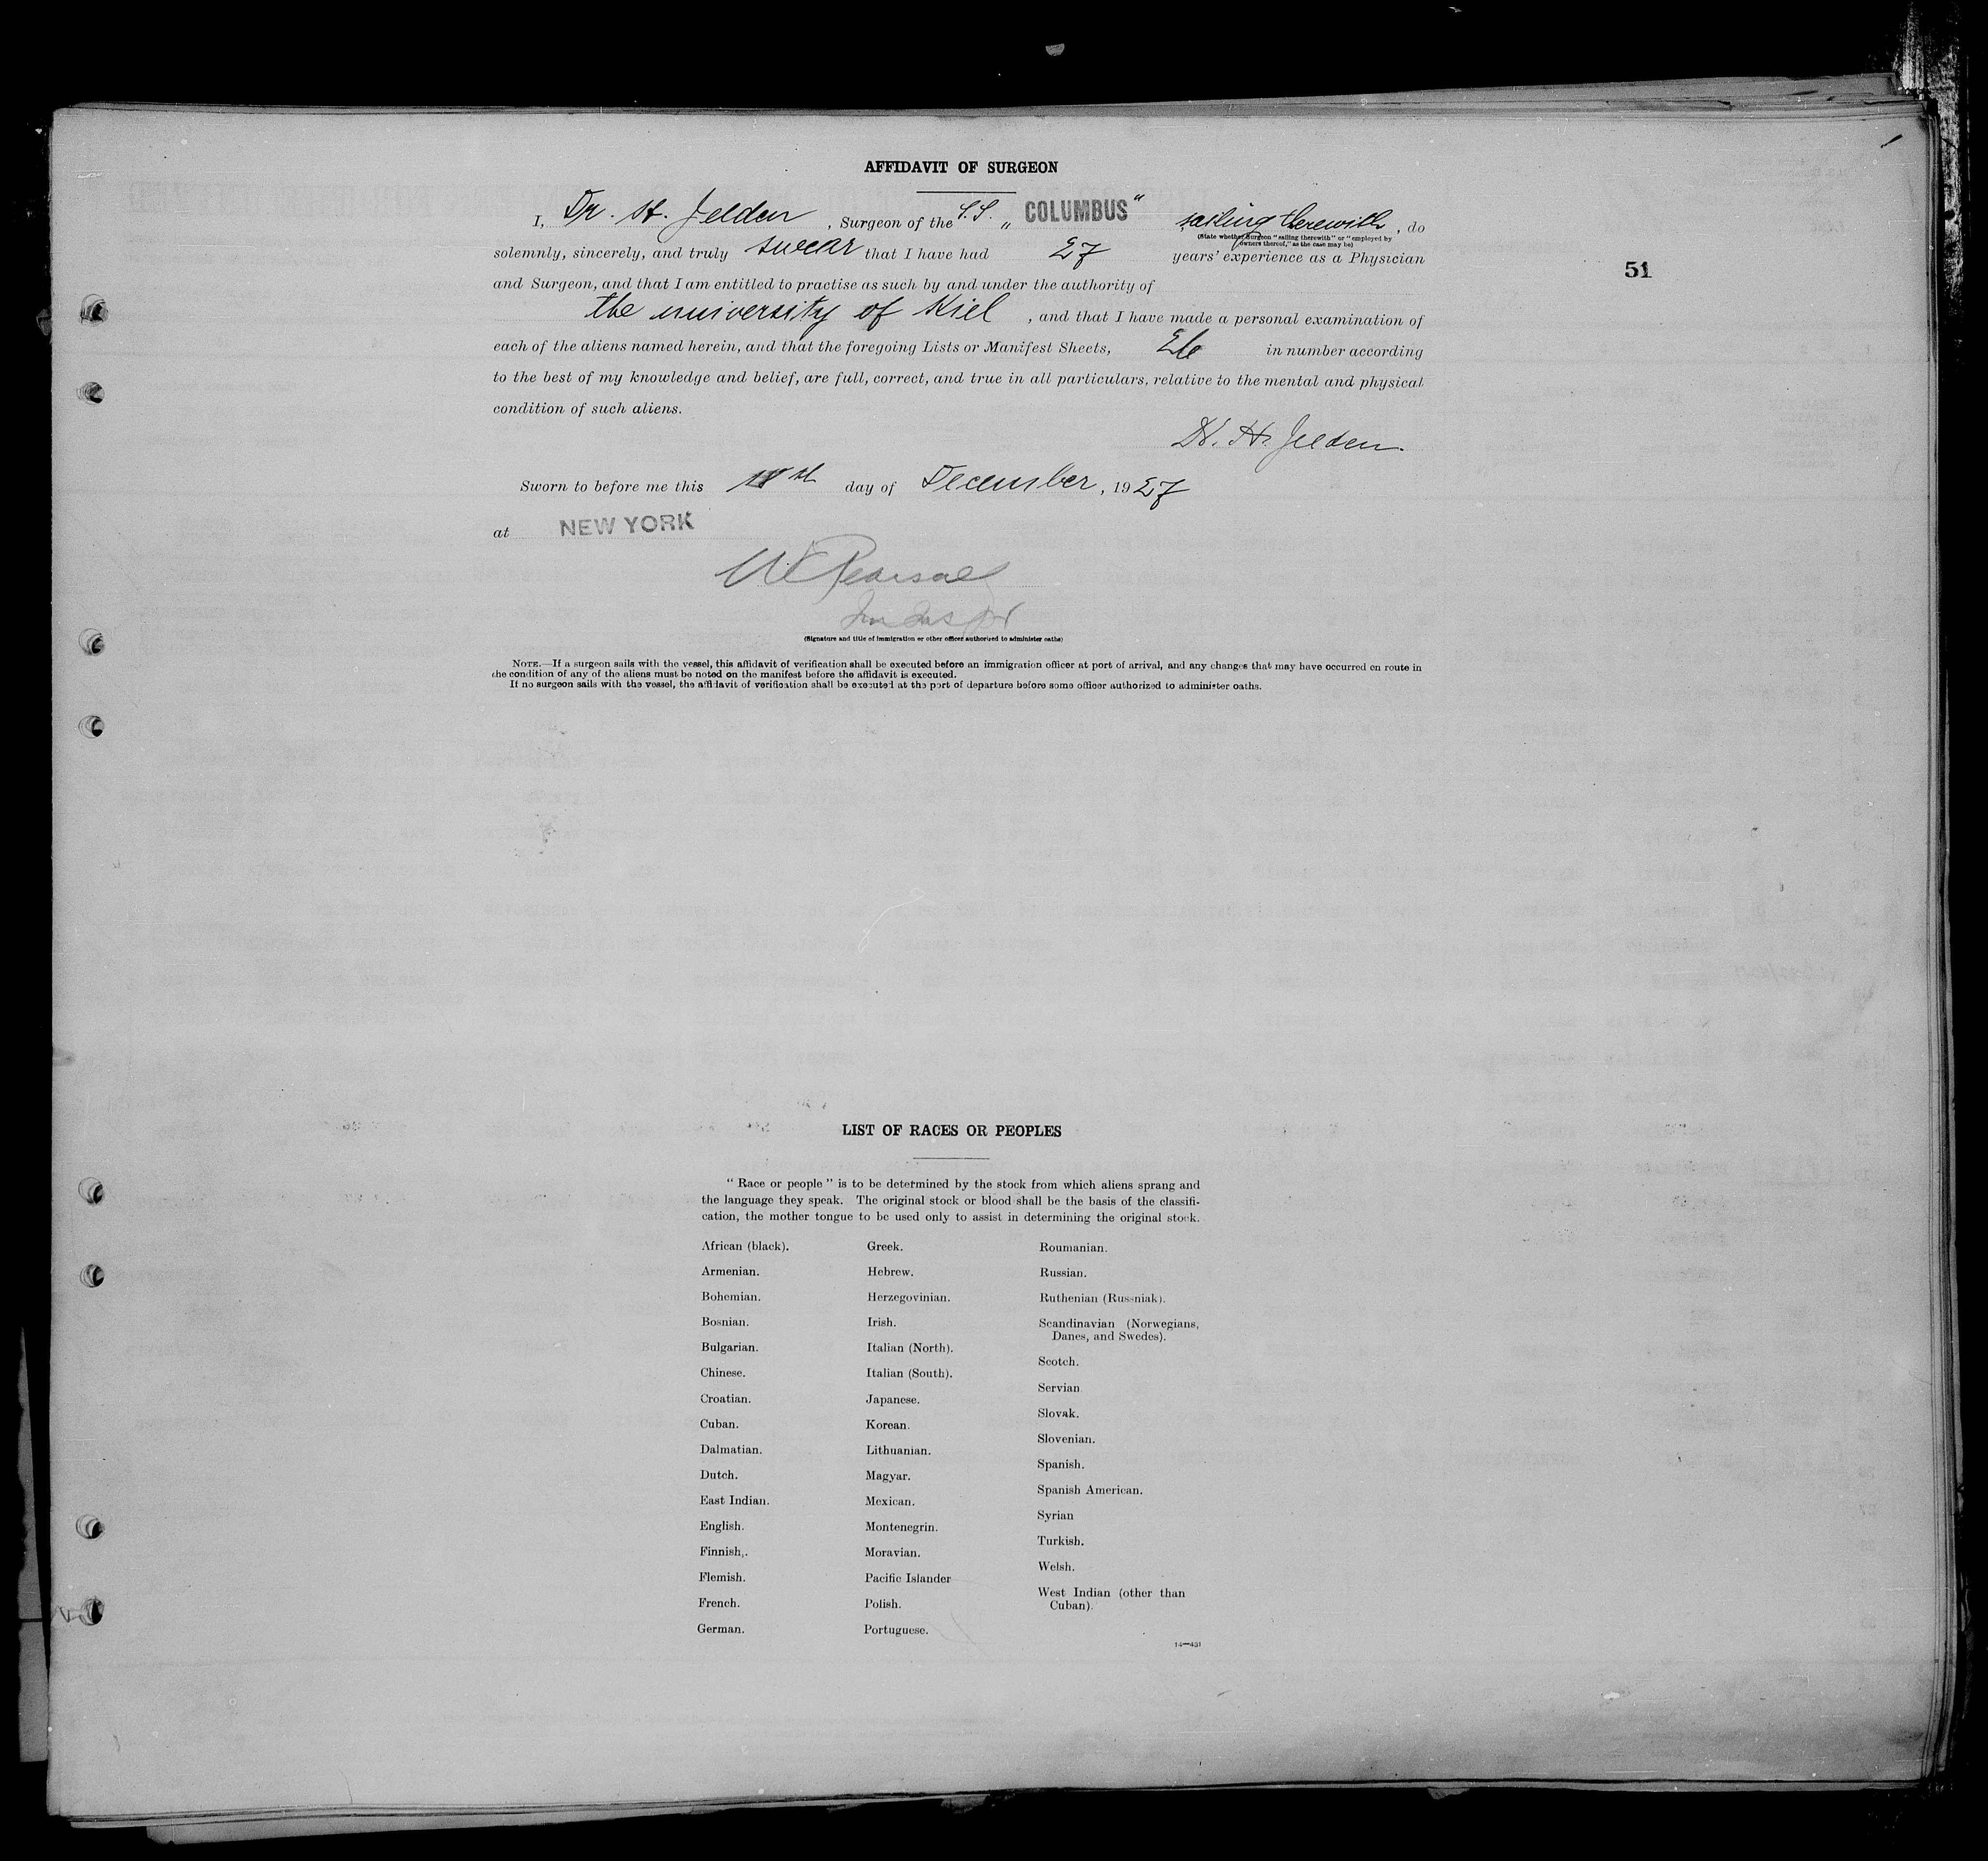 AFFIDAVIT OF SURGEON
51
I, Dr. H. Jelden, Surgeon of the S.S. „COLUMBUS" sailing therewith, do
(State whether Surgeon "sailing therewith" or "employed by
owners thereof," as the case may be)
solemnly, sincerely, and truly swear that I have had 27 years' experience as a Physician
and Surgeon, and that I am entitled to practise as such by and under the authority of
the university of Kiel, and that I have made a personal examination of
each of the aliens named herein, and that the foregoing Lists or Manifest Sheets, 26 in number according
to the best of my knowledge and belief, are full, correct, and true in all particulars, relative to the mental and physical
condition of such aliens.
Dr. H. Jelden.
Sworn to before me this day of December, 1927
at NEW YORK
Pearsall
(Signature and title of immigration or other officer authorized to administer oaths)
NOTE.—If a surgeon sails with the vessel, this affidavit of verification shall be executed before an immigration officer at port of arrival, and any changes that may have occurred en route in
the condition of any of the aliens must be noted on the manifest before the affidavit is executed.
If no surgeon sails with the vessel, the affidavit of verification shall be executed at the port of departure before some officer authorized to administer oaths.
LIST OF RACES OR PEOPLES
" Race or people " is to be determined by the stock from which aliens sprang and
the language they speak. The original stock or blood shall be the basis of the classifi-
cation, the mother tongue to be used only to assist in determining the original stock.
African (black).
Armenian.
Bohemian.
Bosnian.
Bulgarian.
Chinese.
Croatian.
Cuban.
Dalmatian.
Dutch.
East Indian.
English.
Finnish,.
Flemish.
French.
German.
Greek.
Hebrew.
Herzegovinian.
Irish.
Italian (North).
Italian (South).
Japanese.
Korean.
Lithuanian.
Magyar.
Mexican.
Montenegrin.
Moravian.
Pacific Islander
Polish.
Portuguese.
Roumanian.
Russian.
Ruthenian (Russniak).
Scandinavian (Norwegians,
Danes, and Swedes).
Scotch.
Servian
Slovak.
Slovenian.
Spanish.
Spanish American.
Syrian
Turkish.
Welsh.
West Indian (other than
Cuban).
14—431